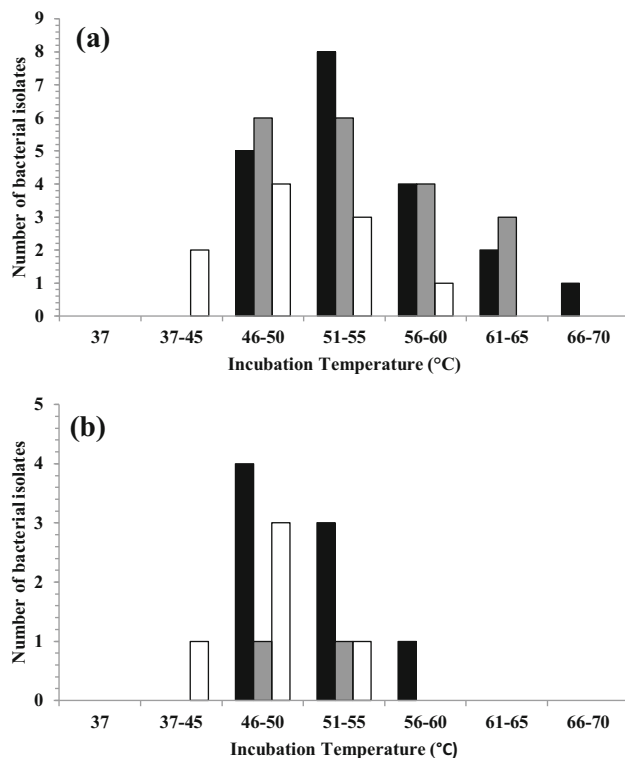 (a)
Number of bacterial isolates
9
8
7
6
5
4
3
2
1
0
37 37-45 46-50 51-55 56-60 61-65 66-70
Incubation Temperature (°C)
(b)
Number of bacterial isolates
5
4
3
2
1
0
37 37-45 46-50 51-55 56-60 61-65 66-70
Incubation Temperature (°C)